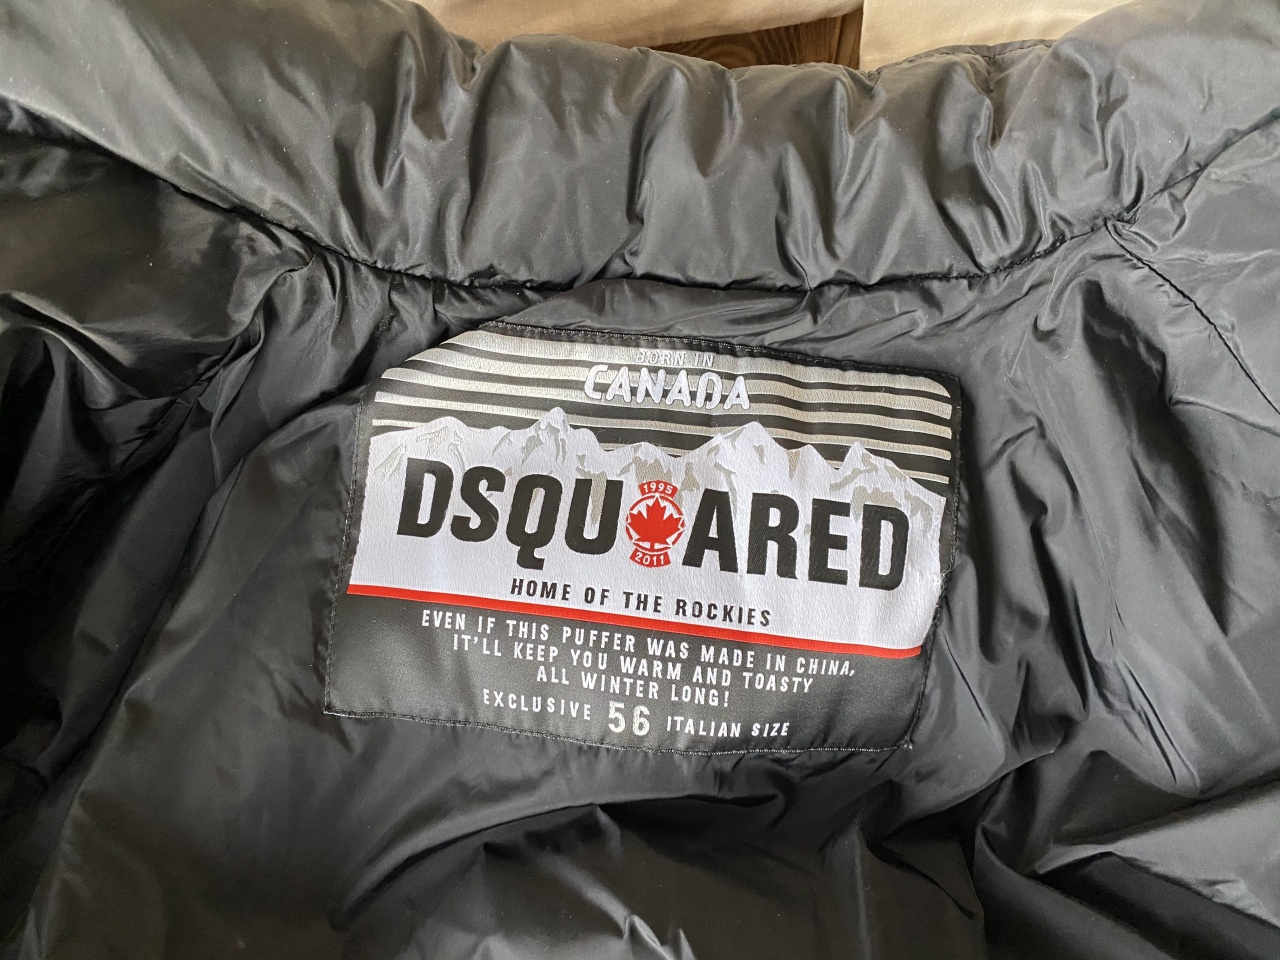 BORN IN
CANADA
1995
DSQU ARED
2011
HOME OF THE ROCKIES
EVEN IF THIS PUFFER WAS MADE IN CHINA,
IT'LL KEEP YOU WARM AND TOASTY
ALL WINTER LONG!
EXCLUSIVE 56 ITALIAN SIZE